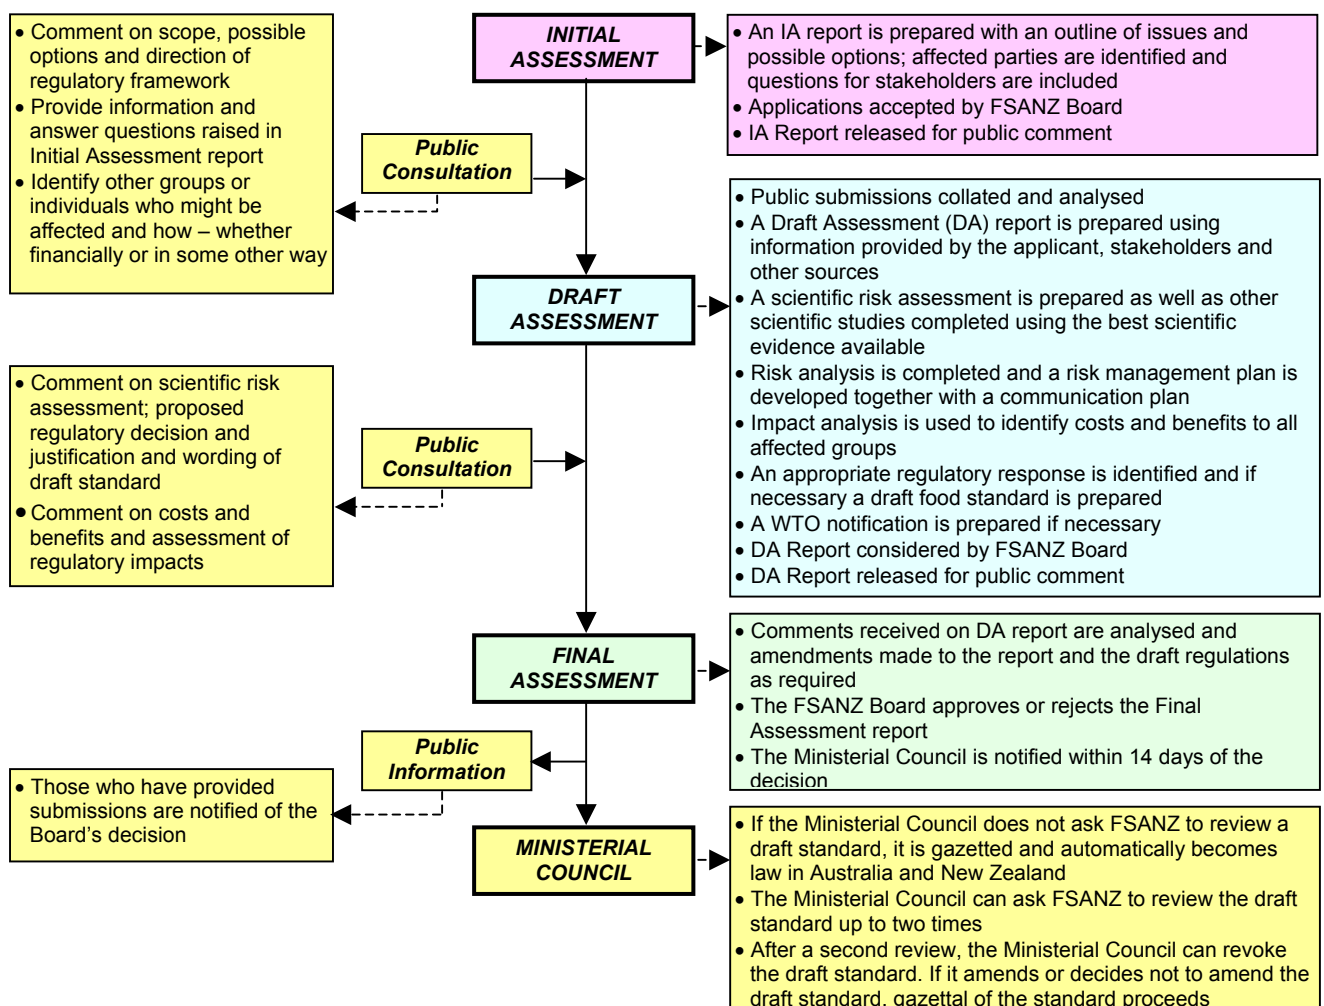 • Comment on scope, possible
options and direction of
regulatory framework
• Provide information and
answer questions raised in
Initial Assessment report
• Identify other groups or
individuals who might be
affected and how – whether
financially or in some other way
INITIAL
ASSESSMENT
• An IA report is prepared with an outline of issues and
possible options; affected parties are identified and
questions for stakeholders are included
• Applications accepted by FSANZ Board
• IA Report released for public comment
Public
Consultation
DRAFT
ASSESSMENT
• Public submissions collated and analysed
• A Draft Assessment (DA) report is prepared using
information provided by the applicant, stakeholders and
other sources
• A scientific risk assessment is prepared as well as other
scientific studies completed using the best scientific
evidence available
• Risk analysis is completed and a risk management plan is
developed together with a communication plan
• Impact analysis is used to identify costs and benefits to all
affected groups
• An appropriate regulatory response is identified and if
necessary a draft food standard is prepared
• A WTO notification is prepared if necessary
• DA Report considered by FSANZ Board
• DA Report released for public comment
• Comment on scientific risk
assessment; proposed
regulatory decision and
justification and wording of
draft standard
• Comment on costs and
benefits and assessment of
regulatory impacts
Public
Consultation
FINAL
ASSESSMENT
• Comments received on DA report are analysed and
amendments made to the report and the draft regulations
as required
• The FSANZ Board approves or rejects the Final
Assessment report
• The Ministerial Council is notified within 14 days of the
decision
Public
Information
• Those who have provided
submissions are notified of the
Board's decision
MINISTERIAL
COUNCIL
• If the Ministerial Council does not ask FSANZ to review a
draft standard, it is gazetted and automatically becomes
law in Australia and New Zealand
• The Ministerial Council can ask FSANZ to review the draft
standard up to two times
• After a second review, the Ministerial Council can revoke
the draft standard. If it amends or decides not to amend the
draft standard, gazettal of the standard proceeds